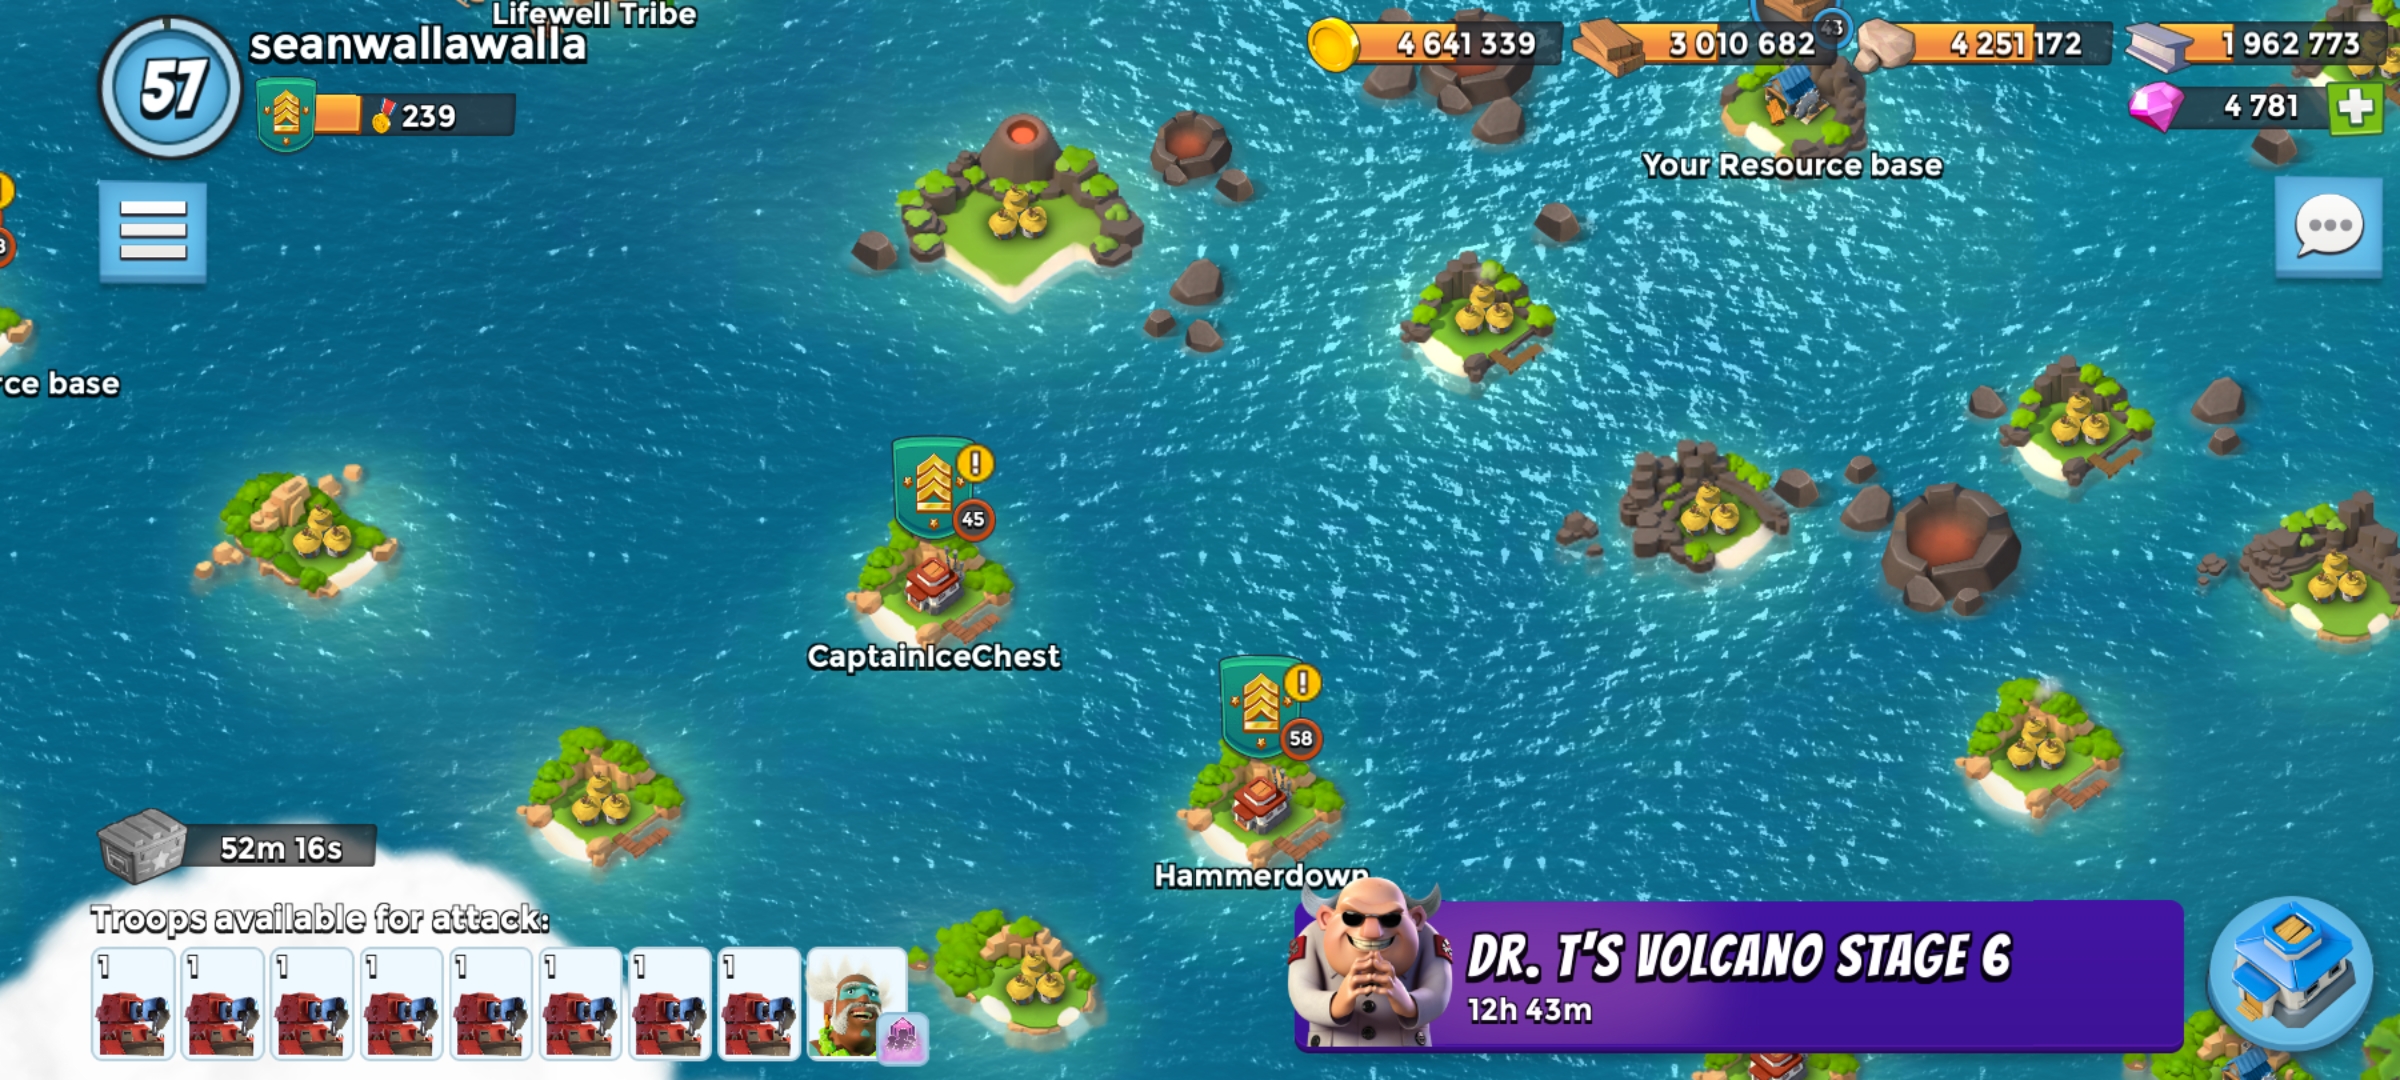 Lifewell Tribe
57
seanwallawalla
239
4 641 339
3 010 682
43
4 251 172
1 962 773
4 781
Your Resource base
rce base
45
CaptainIceChest
58
Hammerdown
52m 16s
Troops available for attack:
1 1 1 1 1 1 1 1
DR. T'S VOLCANO STAGE 6
12h 43m